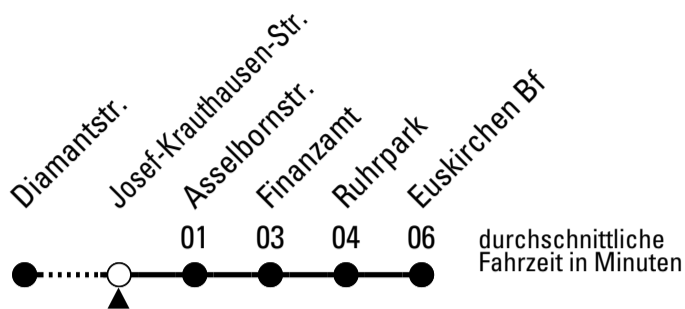 Diamantstr.
Josef-Krauthausen-Str.
Asselbornstr.
Finanzamt
Ruhrpark
Euskirchen Bf
01 03 04 06
durchschnittliche
Fahrzeit in Minuten